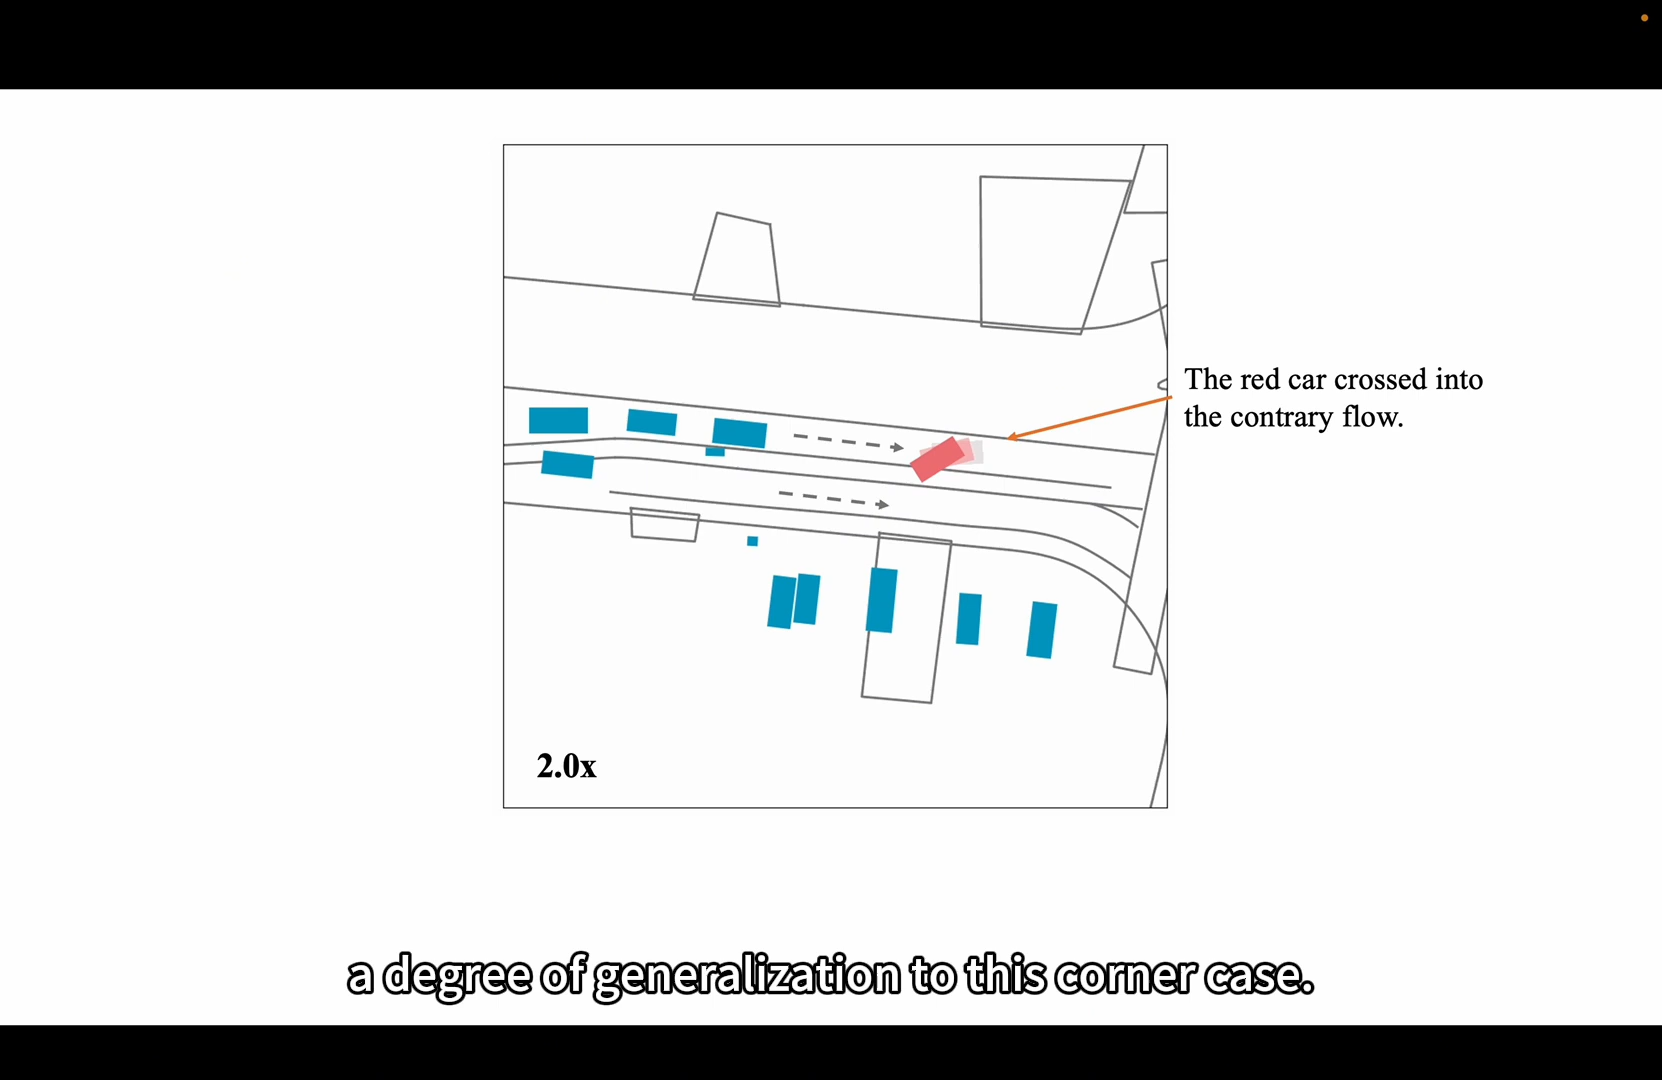 The red car crossed into
the contrary flow.
2.0x
a degree of generalization to this corner case.